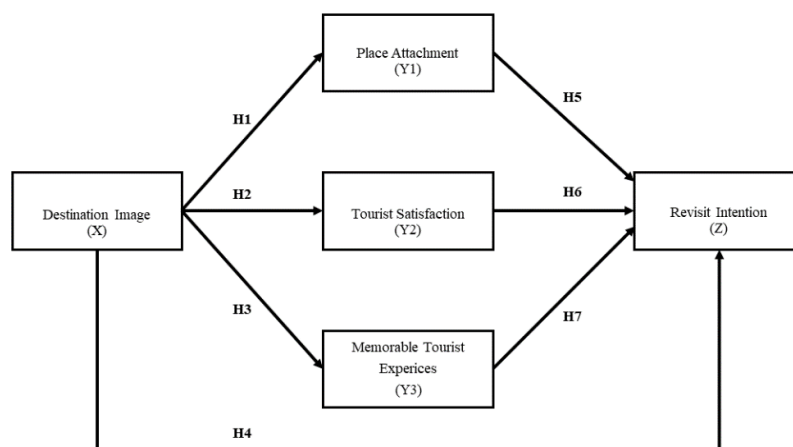 Place Attachment
(Y1)
H1
H5
Destination Image
(X)
H2
Tourist Satisfaction
(Y2)
H6
Revisit Intention
(Z)
H3
H7
Memorable Tourist
Experices
(Y3)
H4